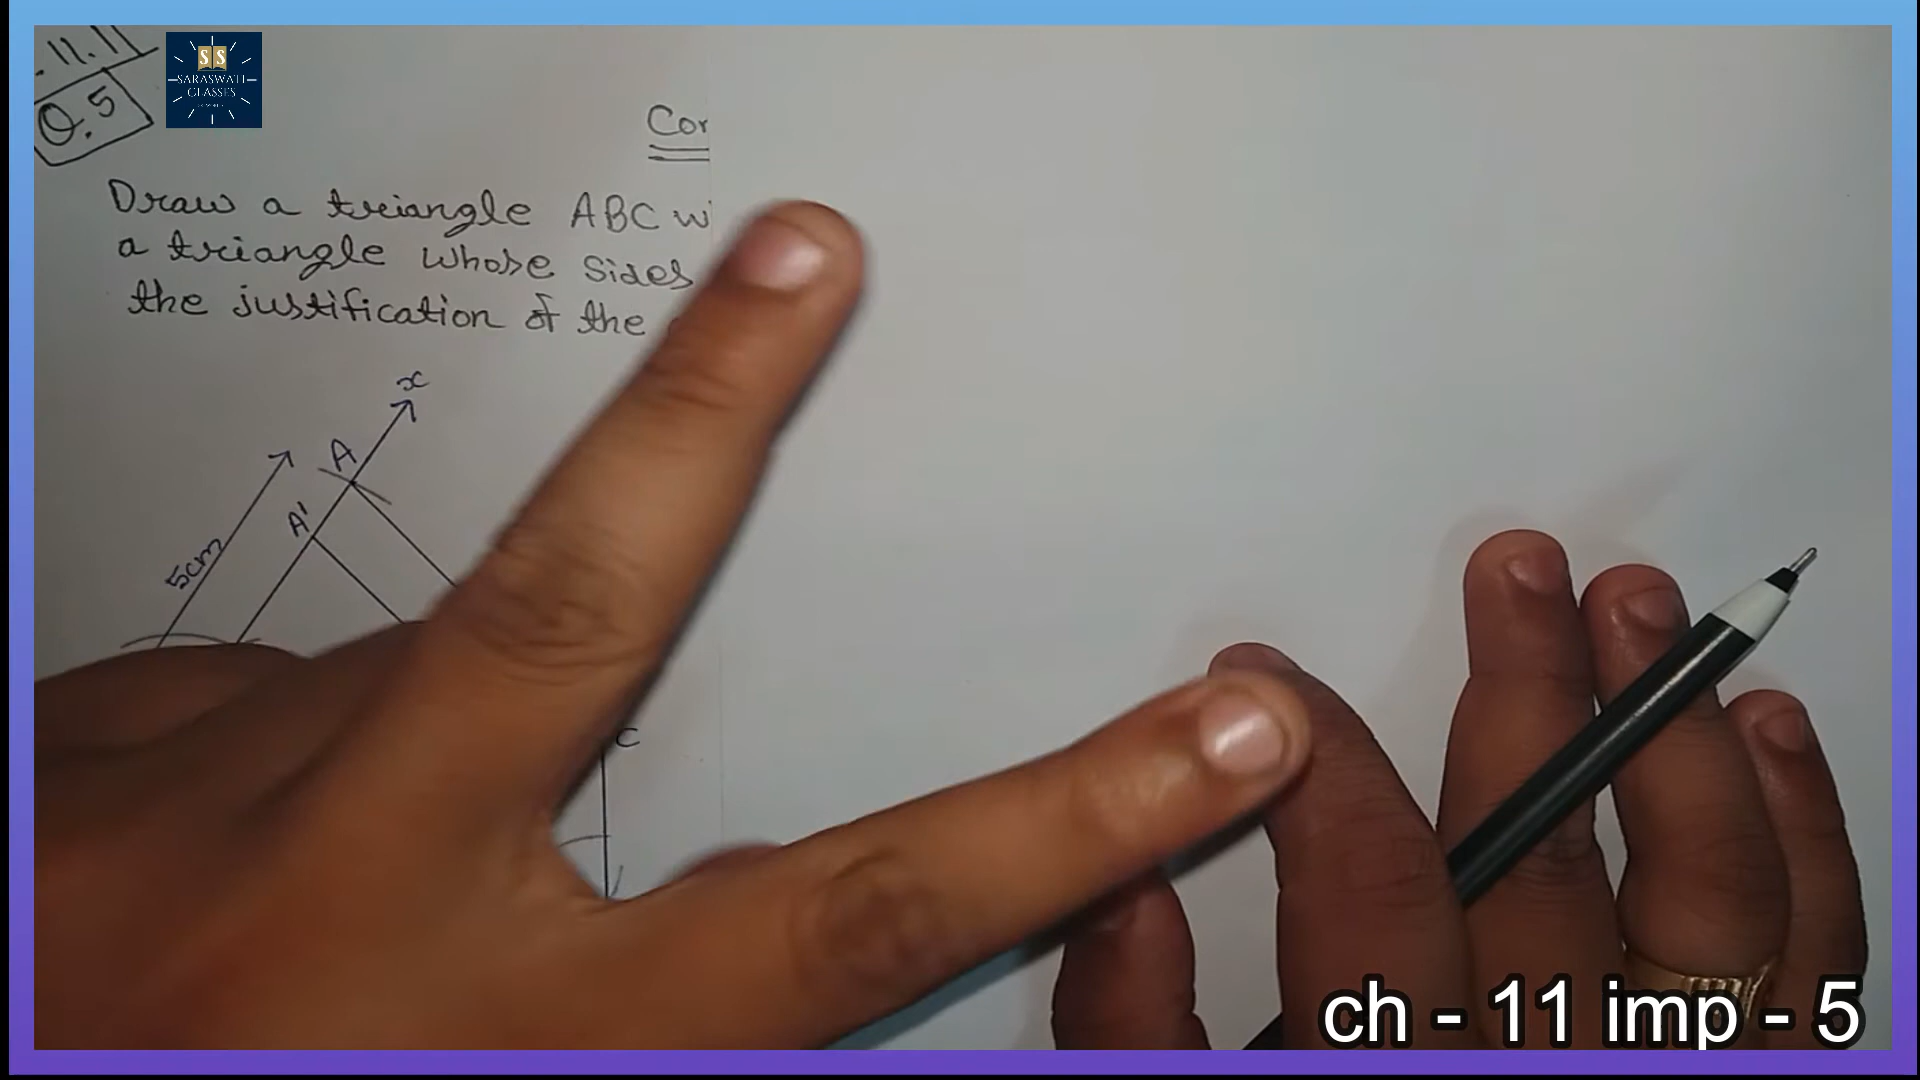 . 11.11
Q.5
SS
SARASWATI
CLASSES
Cor
Draw a triangle ABC w
a triangle whose sides
the justification of the
x
A
A'
5cm
C
ch - 11 imp - 5